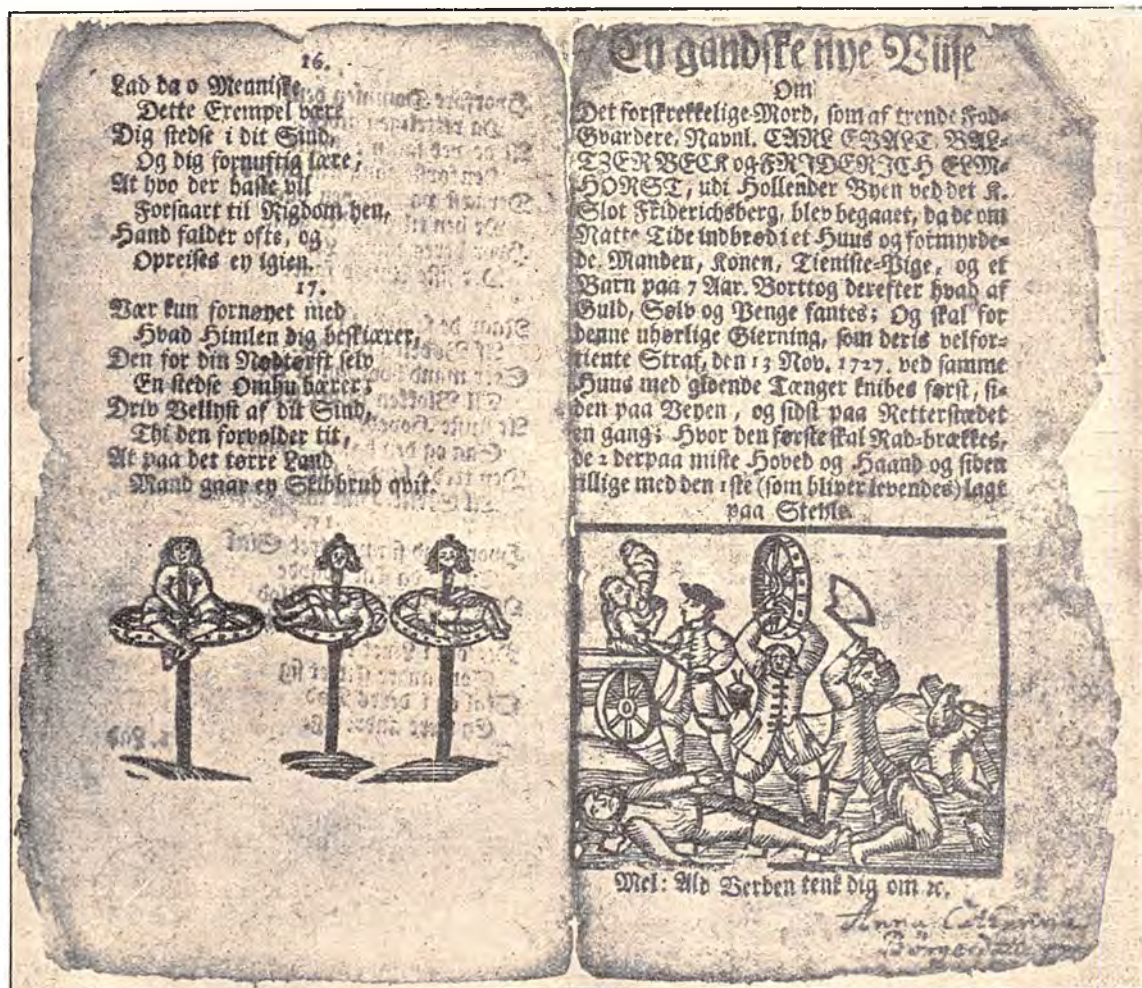 16.
Lad da o Menniske
Dette Exempel være
Dig stedse i dit Sind,
Og dig fornuftig lære,
At hvo der haste vil
Forsnart til Rigdom hen,
Hand falder ofte, og
Opreises ey igien.
17.
Vær kun fornøyet med
Hvad Himlen dig beskiærer,
Den for din Nødtørft selv
En stedse Omhu bærer;
Driv Vellyst af dit Sind,
Thi den forvolder tit,
At paa det tørre Land
Mand gaar ey Skibbrud qvit.
En gandske nye Viise
Om
Det forskrekkelige Mord, som af trende Fod-
Gvardere, Navnl. CARL EVALT, BAL-
TZER BECK og FRIDERICH ELM-
HORST, udi Hollender Byen ved det K.
Slot Friderichsberg, blev begaaet, da de om
Natte Tide indbrød i et Huus og formyrde-
de. Manden, Konen, Tieniste-Pige, og et
Barn paa 7 Aar. Borttog derefter hvad af
Guld, Sølv og Penge fantes; Og skal for
denne uhørlige Gierning, som deris velfor-
tiente Straf, den 13 Nov. 1727. ved samme
Huus med gloende Tænger knibes først, si-
den paa Veyen, og sidst paa Retterstædet
en gang; Hvor den første skal Rad-brækkes,
de 2 derpaa miste Hoved og Haand og siden
tillige med den 1ste (som bliver levendes) lagt
paa Stehle.
Mel: Ald Verden tenk dig om ꝛc.
Anna